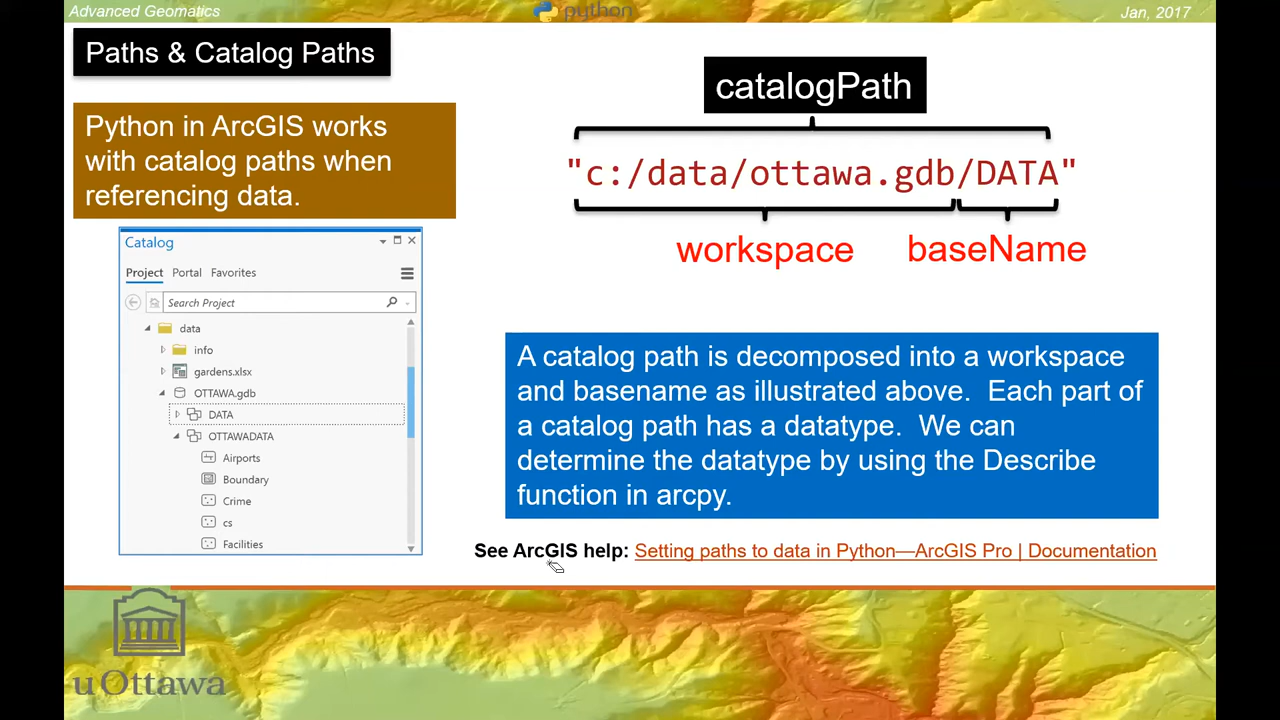 Advanced Geomatics
python
Jan, 2017
Paths & Catalog Paths
Python in ArcGIS works
with catalog paths when
referencing data.
catalogPath
"c:/data/ottawa.gdb/DATA"
workspace
baseName
Catalog
Project Portal Favorites
Search Project
data
info
gardens.xlsx
OTTAWA.gdb
DATA
OTTAWADATA
Airports
Boundary
Crime
cs
Facilities
A catalog path is decomposed into a workspace
and basename as illustrated above. Each part of
a catalog path has a datatype. We can
determine the datatype by using the Describe
function in arcpy.
See ArcGIS help: Setting paths to data in Python—ArcGIS Pro | Documentation
uOttawa